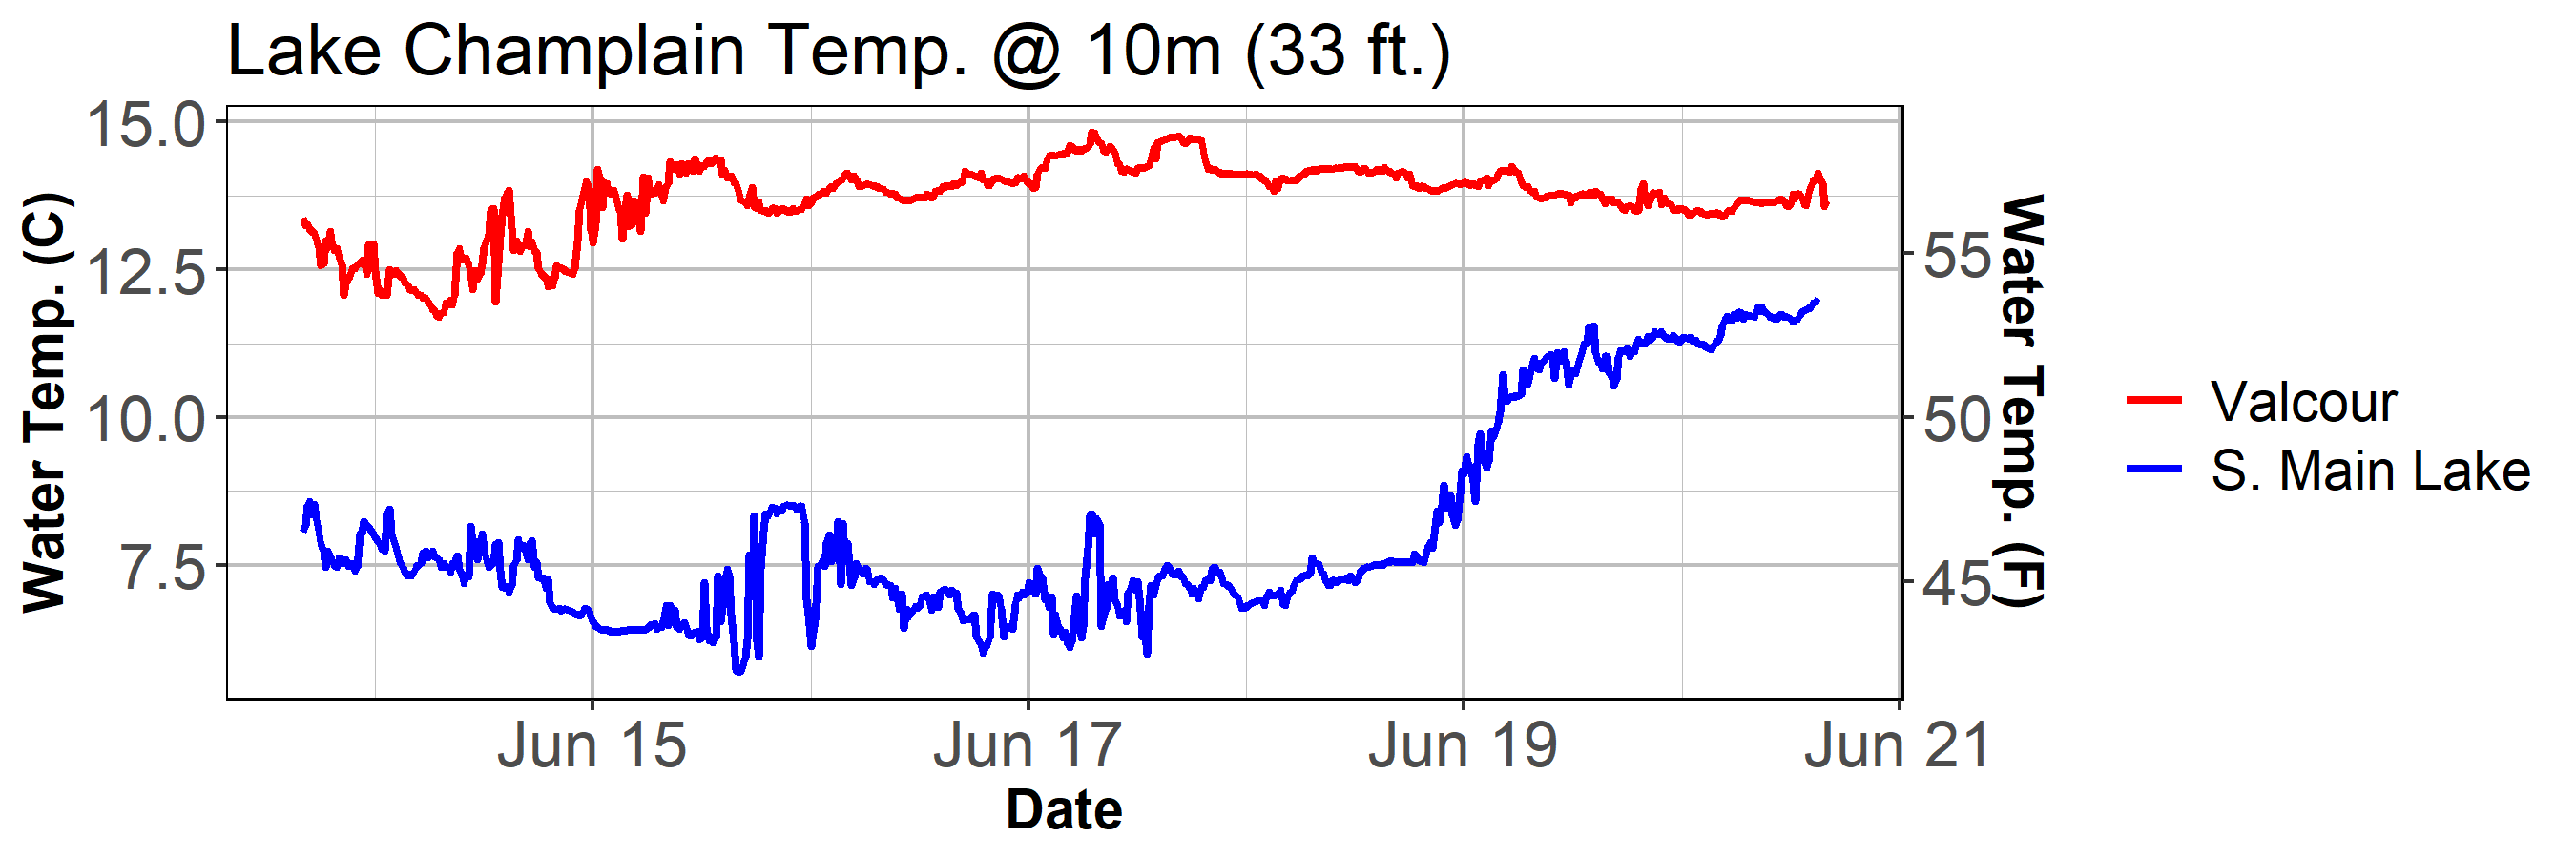 Lake Champlain Temp. @ 10m (33 ft.)
Water Temp. (C)
15.0
12.5
10.0
7.5
55
50
45
Water Temp. (F)
Jun 15
Jun 17
Jun 19
Jun 21
Date
Valcour
S. Main Lake